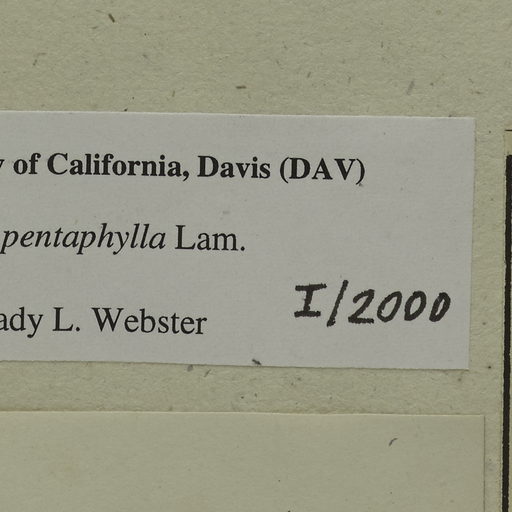 y of California, Davis (DAV)
pentaphylla Lam.
ady L. Webster
I/2000